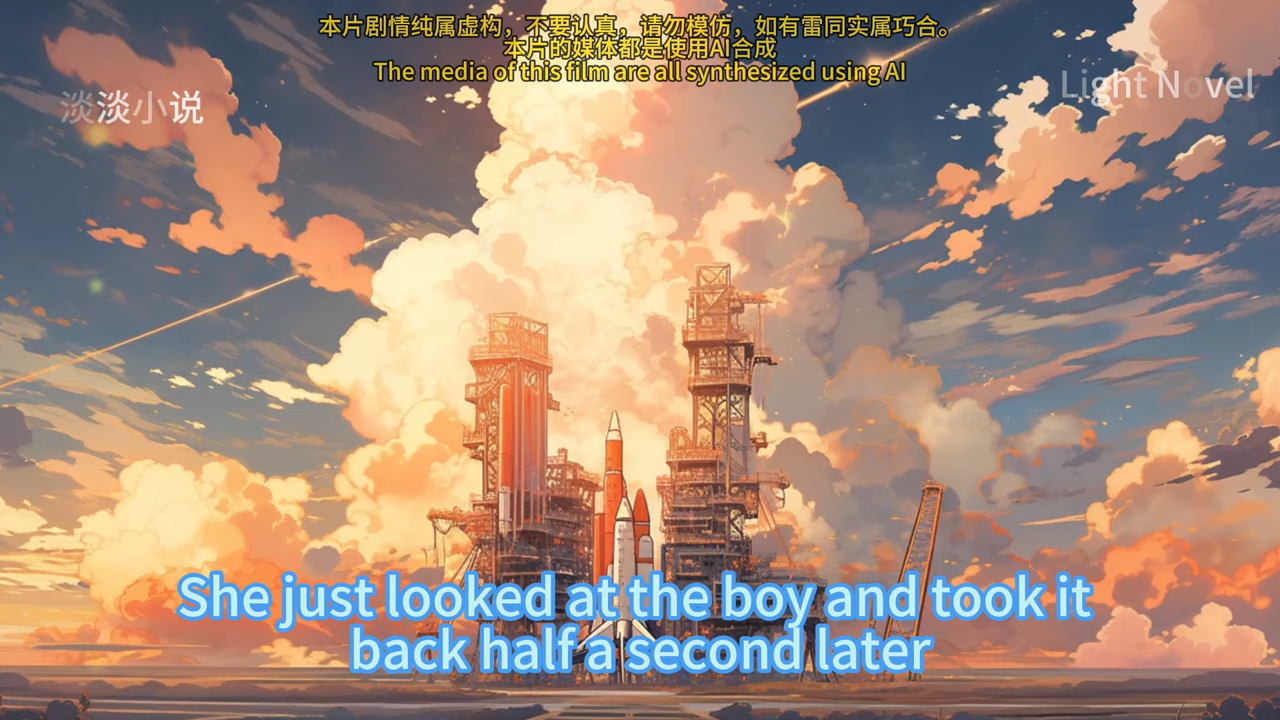 本片剧情纯属虚构，不要认真，请勿模仿，如有雷同实属巧合。
本片的媒体都是使用AI合成
The media of this film are all synthesized using AI
淡淡小说
Light Novel
She just looked at the boy and took it
back half a second later